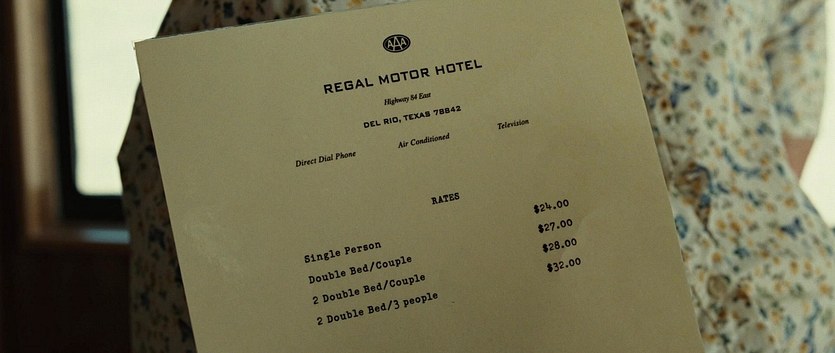 AAA
REGAL MOTOR HOTEL
Highway 84 East
DEL RIO, TEXAS 78842
Direct Dial Phone Air Conditioned Television
RATES
Single Person $24.00
Double Bed/Couple $27.00
2 Double Bed/Couple $28.00
2 Double Bed/3 people $32.00